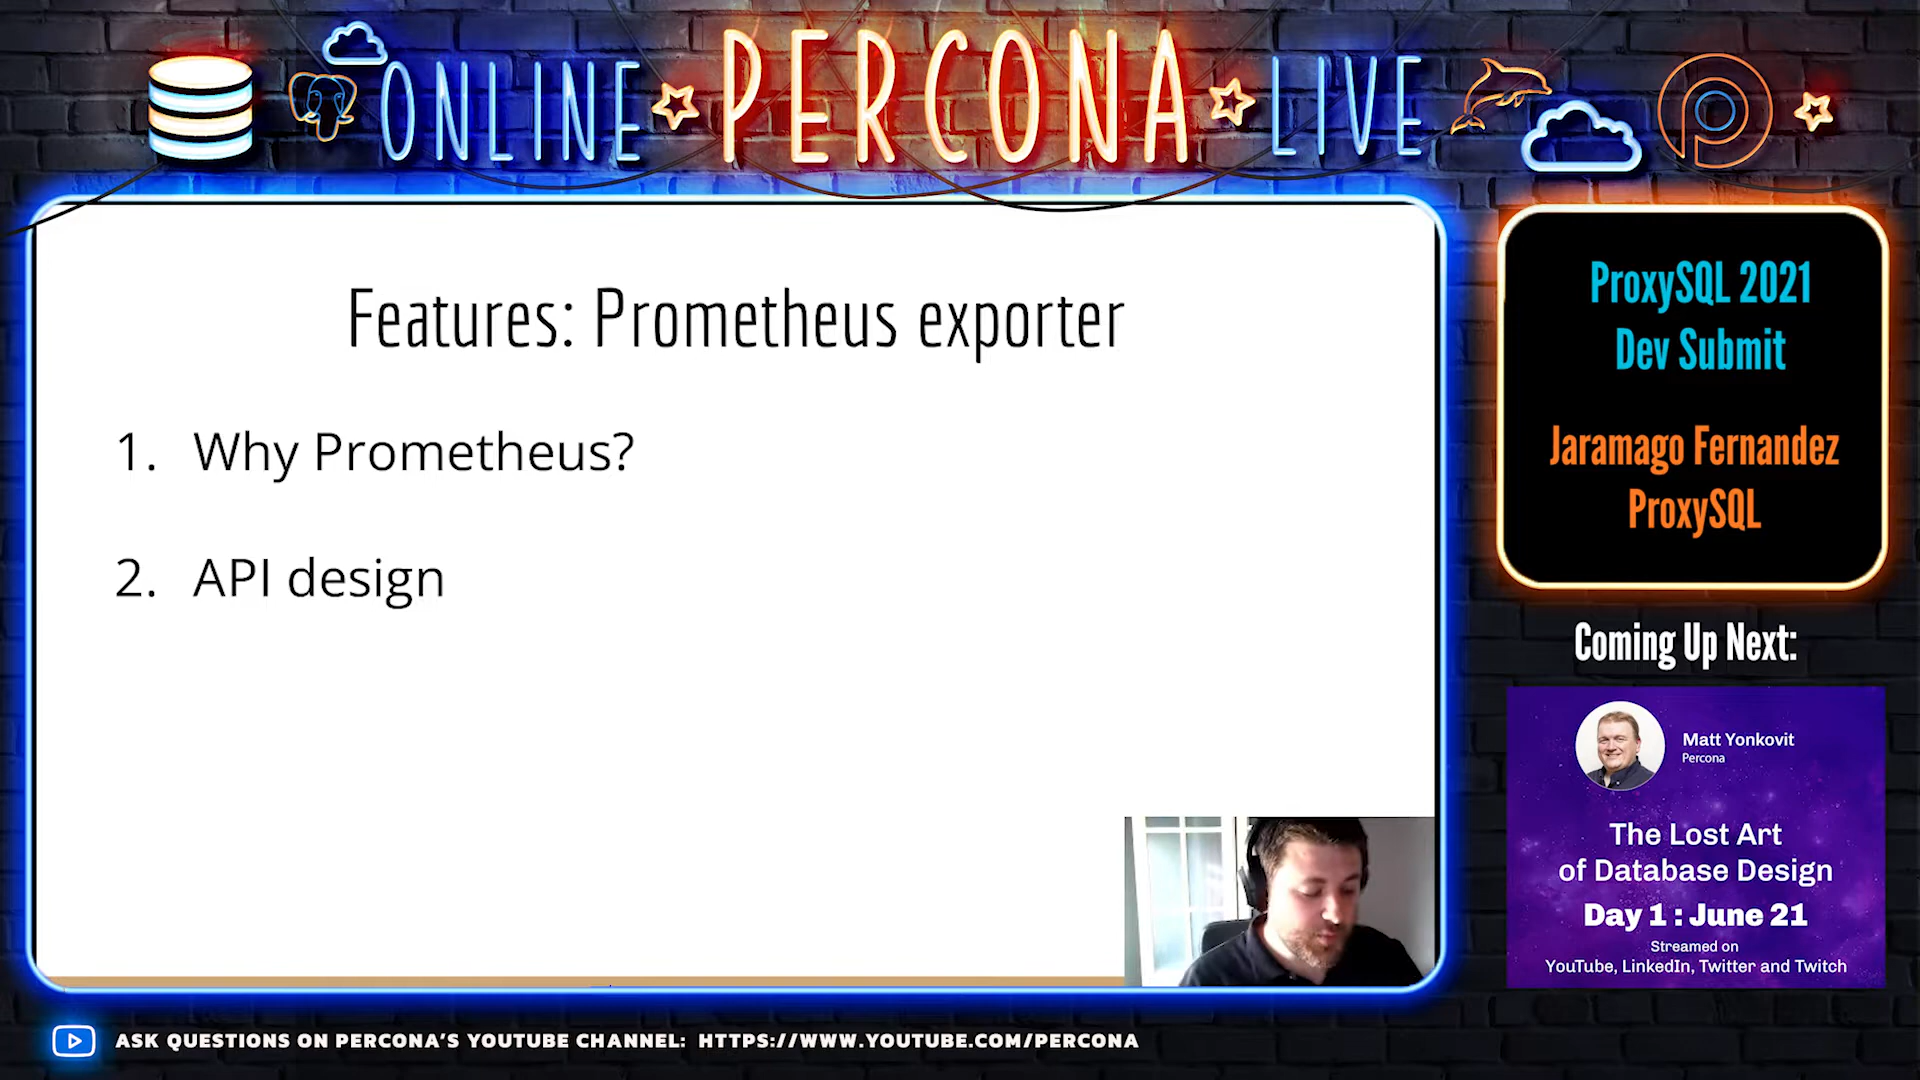 ONLINE PERCONA LIVE
Features: Prometheus exporter
1. Why Prometheus?
2. API design
ProxySQL 2021
Dev Submit
Jaramago Fernandez
ProxySQL
Coming Up Next:
Matt Yonkovit
Percona
The Lost Art
of Database Design
Day 1 : June 21
Streamed on
YouTube, LinkedIn, Twitter and Twitch
ASK QUESTIONS ON PERCONA'S YOUTUBE CHANNEL: HTTPS://WWW.YOUTUBE.COM/PERCONA